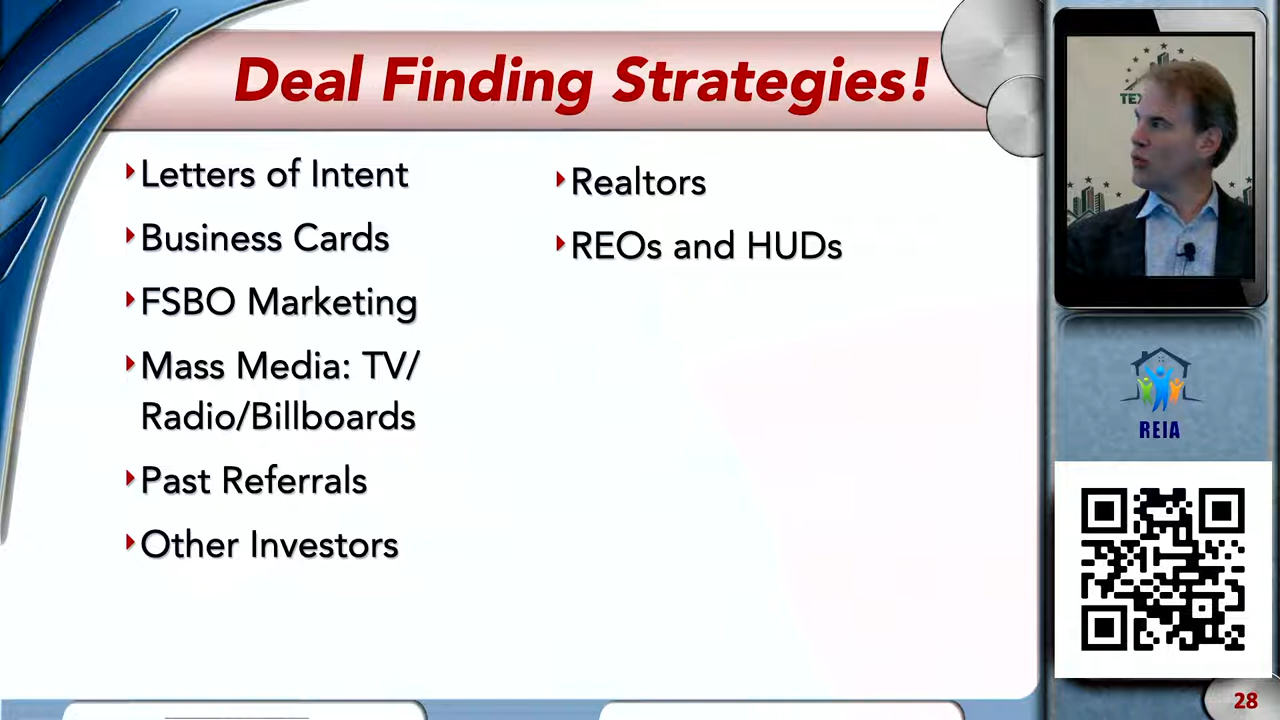 Deal Finding Strategies!
Letters of Intent
Business Cards
FSBO Marketing
Mass Media: TV/
Radio/Billboards
Past Referrals
Other Investors
Realtors
REOs and HUDs
REIA
28